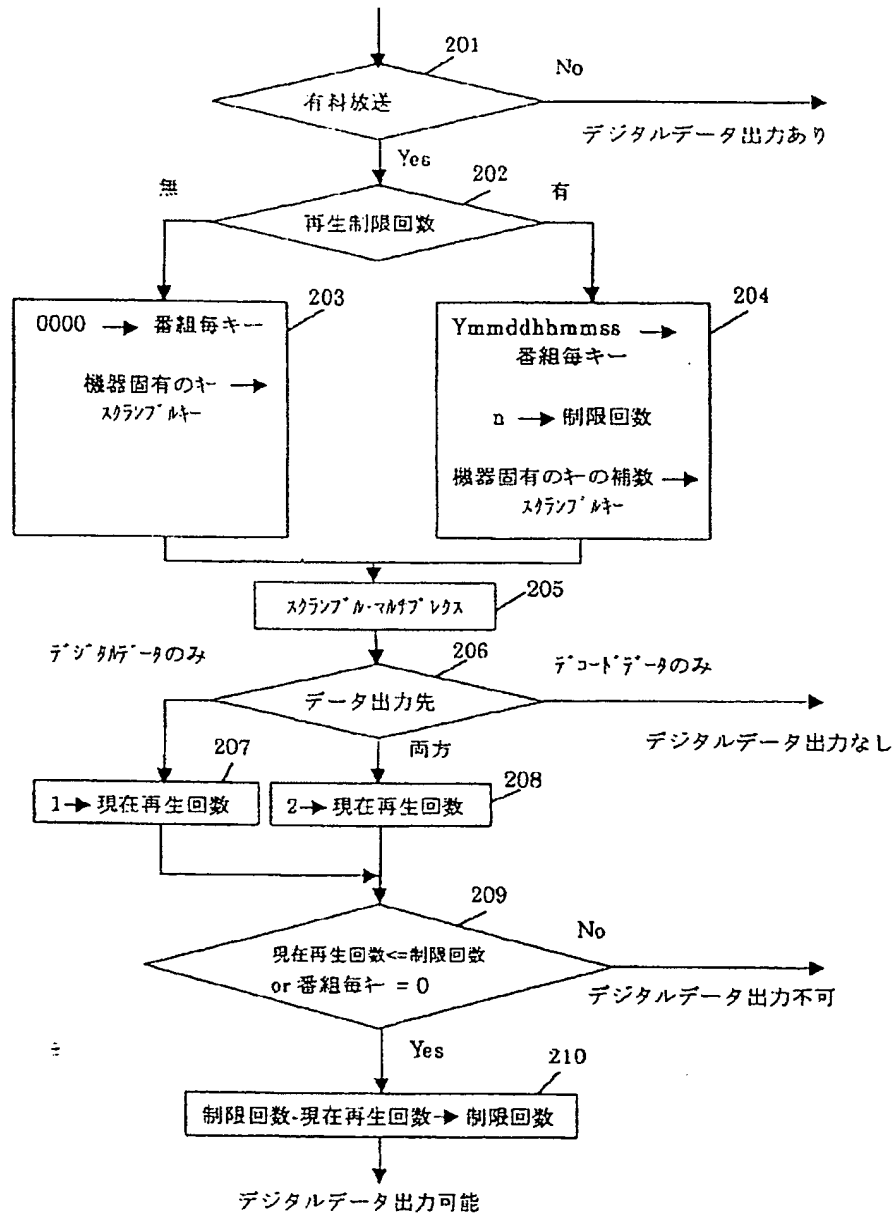 201
No
有料放送
デジタルデータ出力あり
Yes
202
無
有
再生制限回数
203
0000 → 番組毎キー
機器固有のキー →
スクランブルキー
204
Ymmddhhmmss →
番組毎キー
n → 制限回数
機器固有のキーの補数 →
スクランブルキー
スクランブル・マルチプレクス
205
デジタルデータのみ
206
デコードデータのみ
データ出力先
デジタルデータ出力なし
両方
207
1→現在再生回数
208
2→現在再生回数
209
No
現在再生回数<=制限回数
or 番組毎キー = 0
デジタルデータ出力不可
Yes
210
制限回数-現在再生回数→制限回数
デジタルデータ出力可能